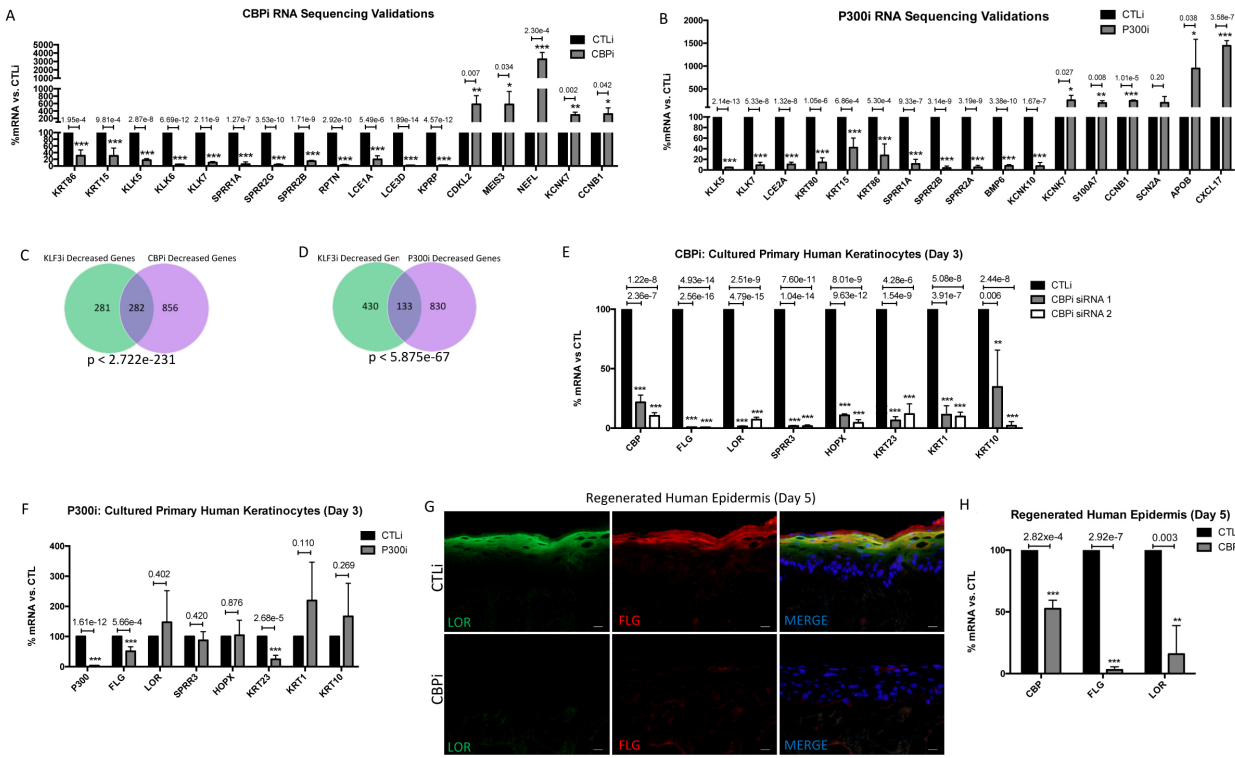 A
CBPi RNA Sequencing Validations
%mRNA vs. CTLi
5000
4000
3000
2000
1000
1000
800
600
400
200
100
80
60
40
20
0
CTLi
CBPi
1.95e-4
9.81e-4
2.87e-8
6.69e-12
2.11e-9
1.27e-7
3.53e-10
1.71e-9
2.92e-10
5.49e-6
1.89e-14
4.57e-12
0.007
0.034
2.30e-4
0.002
0.042
*** *** *** *** *** *** *** *** *** *** *** *** ** * *** ** *
KRT86 KRT15 KLK5 KLK6 KLK7 SPRR1A SPRR2G SPRR2B RPTN LCE1A LCE3D KPRP CDKL2 MEIS3 NEFL KCNK7 CCNB1
B
P300i RNA Sequencing Validations
%mRNA vs. CTLi
2000
1500
1000
500
100
80
60
40
20
0
CTLi
P300i
2.14e-13
5.33e-8
1.32e-8
1.05e-6
6.86e-4
5.30e-4
9.33e-7
3.14e-9
3.19e-9
3.38e-10
1.67e-7
0.027
0.008
1.01e-5
0.20
0.038
3.58e-7
*** *** *** *** *** *** *** *** *** *** *** * ** *** * ***
KLK5 KLK7 LCE2A KRT80 KRT15 KRT86 SPRR1A SPRR2B SPRR2A BMP6 KCNK10 KCNK7 S100A7 CCNB1 SCN2A APOB CXCL17
C
KLF3i Decreased Genes CBPi Decreased Genes
281 282 856
p < 2.722e-231
D
KLF3i Decreased Gen P300i Decreased Genes
430 133 830
p < 5.875e-67
E
CBPi: Cultured Primary Human Keratinocytes (Day 3)
% mRNA vs CTL
100
50
0
CTLi
CBPi siRNA 1
CBPi siRNA 2
1.22e-8 4.93e-14 2.51e-9 7.60e-11 8.01e-9 4.28e-6 5.08e-8 2.44e-8
2.36e-7 2.56e-16 4.79e-15 1.04e-14 9.63e-12 1.54e-9 3.91e-7 0.006
*** *** *** *** *** *** *** *** *** *** *** *** *** *** ** ***
CBP FLG LOR SPRR3 HOPX KRT23 KRT1 KRT10
F
P300i: Cultured Primary Human Keratinocytes (Day 3)
% mRNA vs. CTL
400
300
200
100
0
CTLi
P300i
1.61e-12
5.66e-4
0.402
0.420
0.876
2.68e-5
0.110
0.269
*** *** ***
P300 FLG LOR SPRR3 HOPX KRT23 KRT1 KRT10
G
Regenerated Human Epidermis (Day 5)
CTLi
LOR FLG MERGE
CBPi
LOR FLG MERGE
H
Regenerated Human Epidermis (Day 5)
% mRNA vs. CTL
100
50
0
CTL
CBP
2.82xe-4
2.92e-7
0.003
*** *** **
CBP FLG LOR